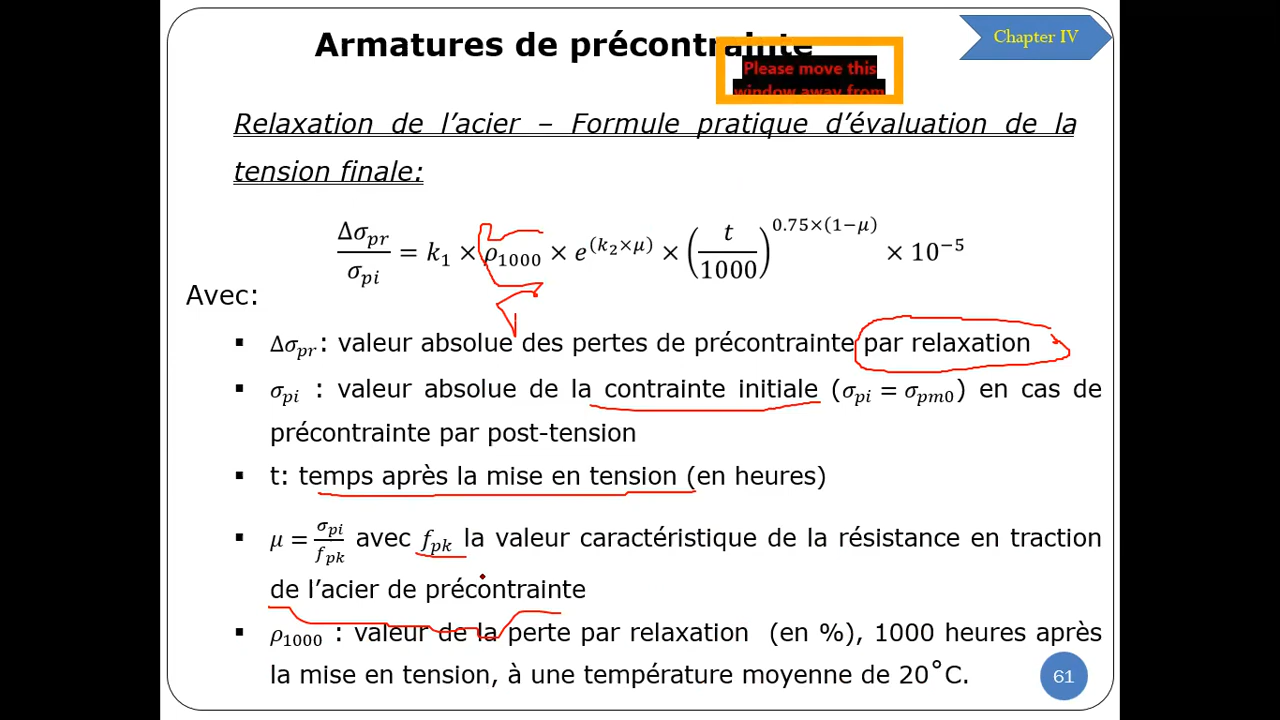 Armatures de précontrainte
Chapter IV
Please move this
window away from
Relaxation de l’acier – Formule pratique d’évaluation de la
tension finale:
Δσpr/σpi = k1 × ρ1000 × e^(k2×μ) × (t/1000)^0.75×(1−μ) × 10^−5
Avec:
▪ Δσpr: valeur absolue des pertes de précontrainte par relaxation
▪ σpi : valeur absolue de la contrainte initiale (σpi = σpm0) en cas de
précontrainte par post-tension
▪ t: temps après la mise en tension (en heures)
▪ μ = σpi/fpk avec fpk la valeur caractéristique de la résistance en traction
de l’acier de précontrainte
▪ ρ1000 : valeur de la perte par relaxation (en %), 1000 heures après
la mise en tension, à une température moyenne de 20°C.
61